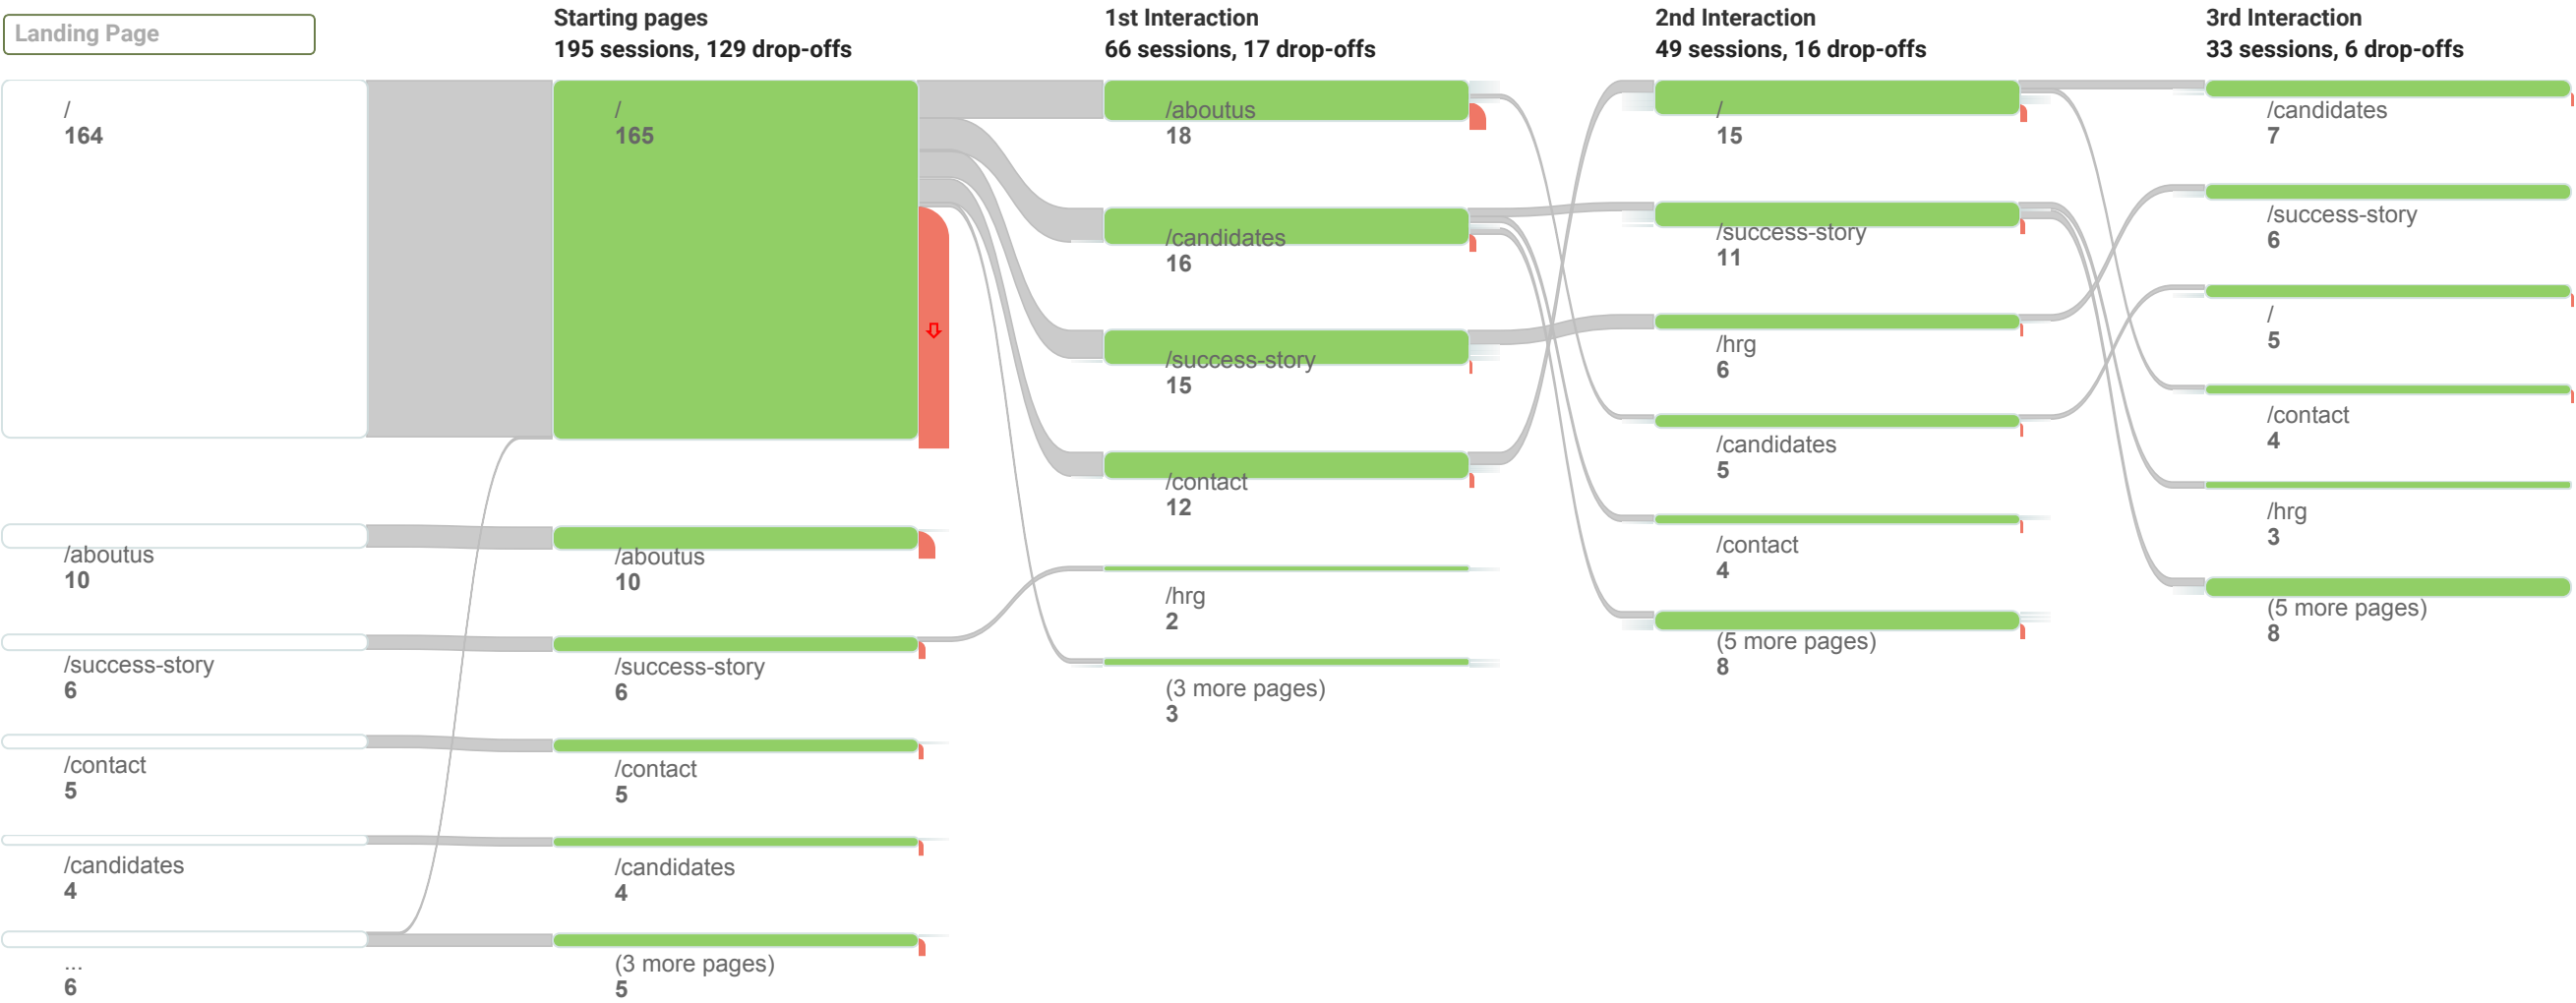 Landing Page
Starting pages
195 sessions, 129 drop-offs
1st Interaction
66 sessions, 17 drop-offs
2nd Interaction
49 sessions, 16 drop-offs
3rd Interaction
33 sessions, 6 drop-offs
/
164
/aboutus
10
/success-story
6
/contact
5
/candidates
4
...
6
/
165
/aboutus
10
/success-story
6
/contact
5
/candidates
4
(3 more pages)
5
/aboutus
18
/candidates
16
/success-story
15
/contact
12
/hrg
2
(3 more pages)
3
/
15
/success-story
11
/hrg
6
/candidates
5
/contact
4
(5 more pages)
8
/candidates
7
/success-story
6
/
5
/contact
4
/hrg
3
(5 more pages)
8